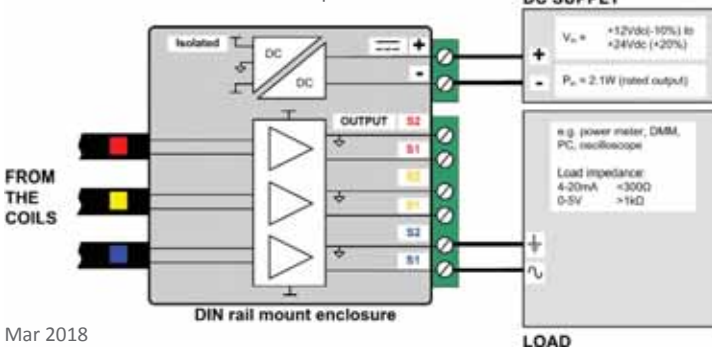 DC SUPPLY
Isolated
DC
DC
+
-
+
-
Vin = +12Vdc(-10%) to
+24Vdc (+20%)
Pin = 2.1W (rated output)
OUTPUT S2
S1
S2
S1
S2
S1
FROM
THE
COILS
e.g. power meter, DMM,
PC, oscilloscope
Load impedance:
4-20mA <300Ω
0-5V >1kΩ
DIN rail mount enclosure
Mar 2018
LOAD